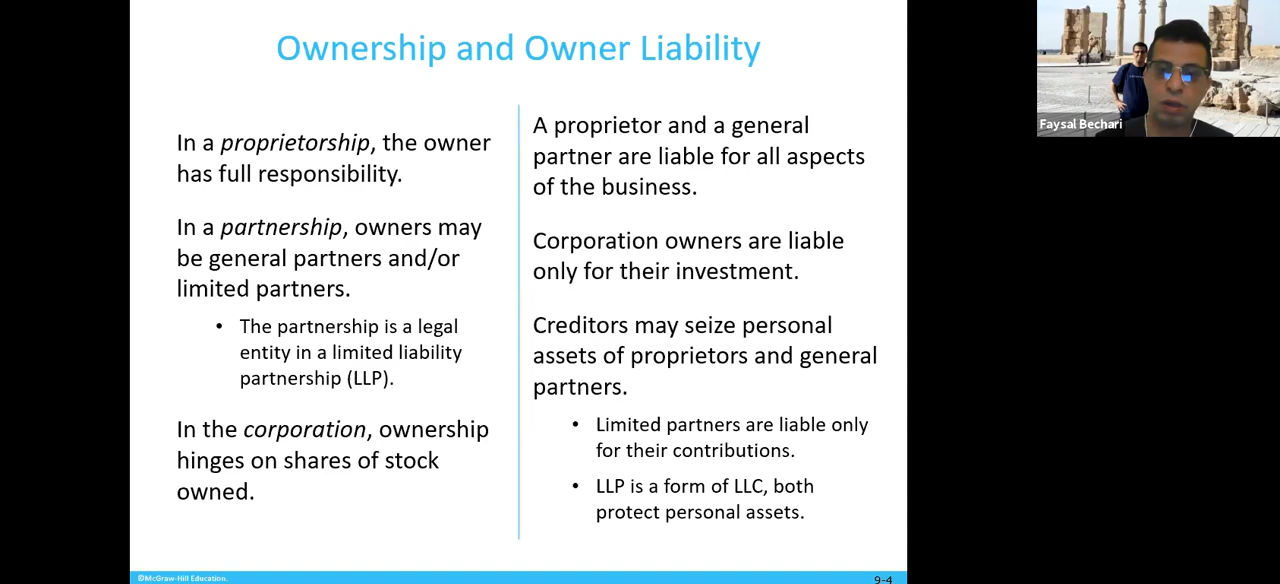 Ownership and Owner Liability
In a proprietorship, the owner
has full responsibility.
In a partnership, owners may
be general partners and/or
limited partners.
• The partnership is a legal
entity in a limited liability
partnership (LLP).
In the corporation, ownership
hinges on shares of stock
owned.
A proprietor and a general
partner are liable for all aspects
of the business.
Corporation owners are liable
only for their investment.
Creditors may seize personal
assets of proprietors and general
partners.
• Limited partners are liable only
for their contributions.
• LLP is a form of LLC, both
protect personal assets.
©McGraw-Hill Education.
9-4
Faysal Bechari